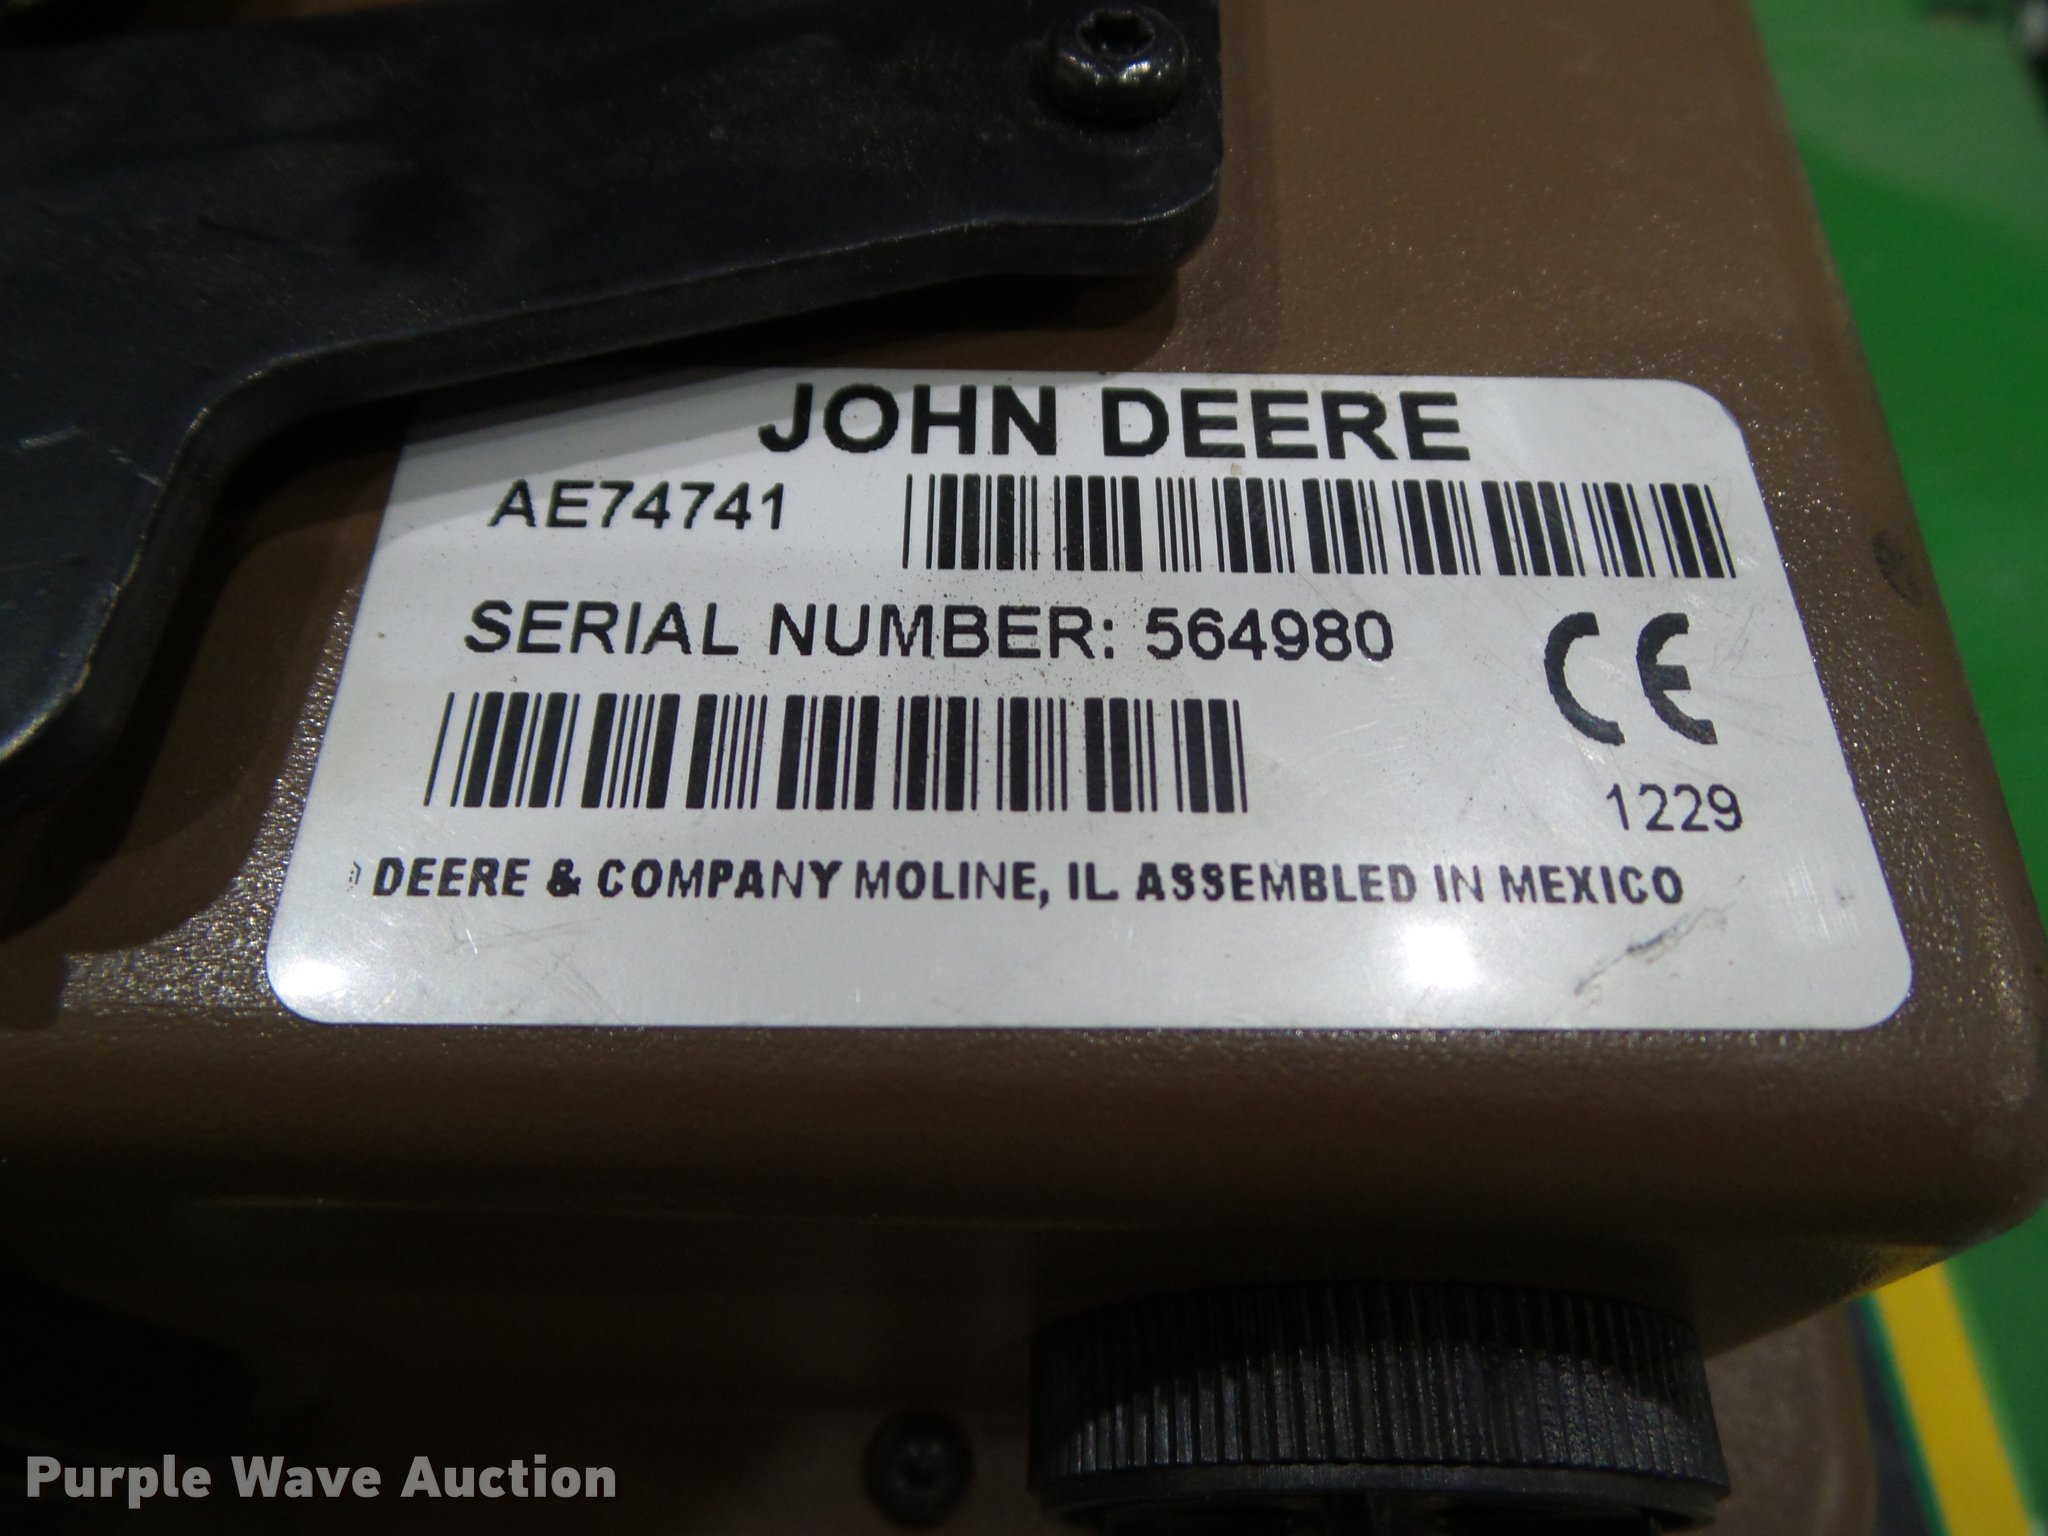 JOHN DEERE
AE74741
SERIAL NUMBER: 564980
CE
1229
DEERE & COMPANY MOLINE, IL. ASSEMBLED IN MEXICO
Purple Wave Auction